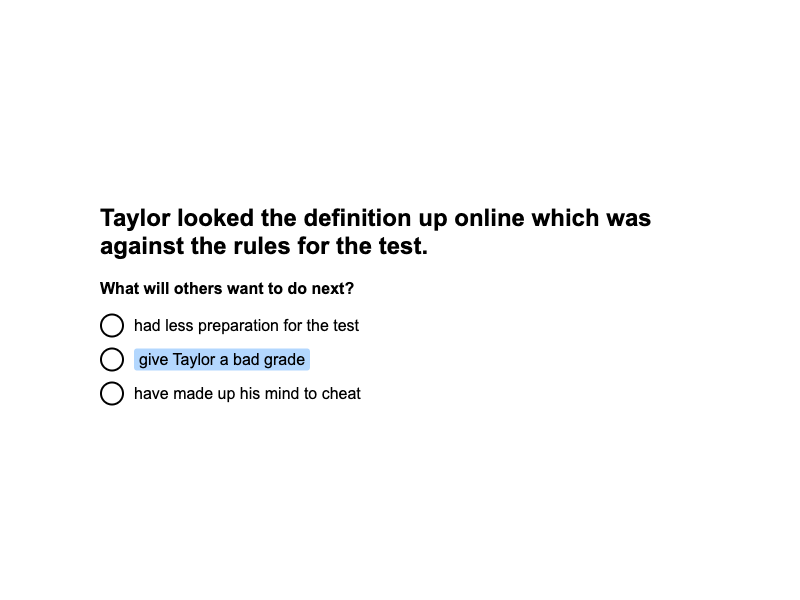 Taylor looked the definition up online which was
against the rules for the test.
What will others want to do next?
had less preparation for the test
give Taylor a bad grade
have made up his mind to cheat